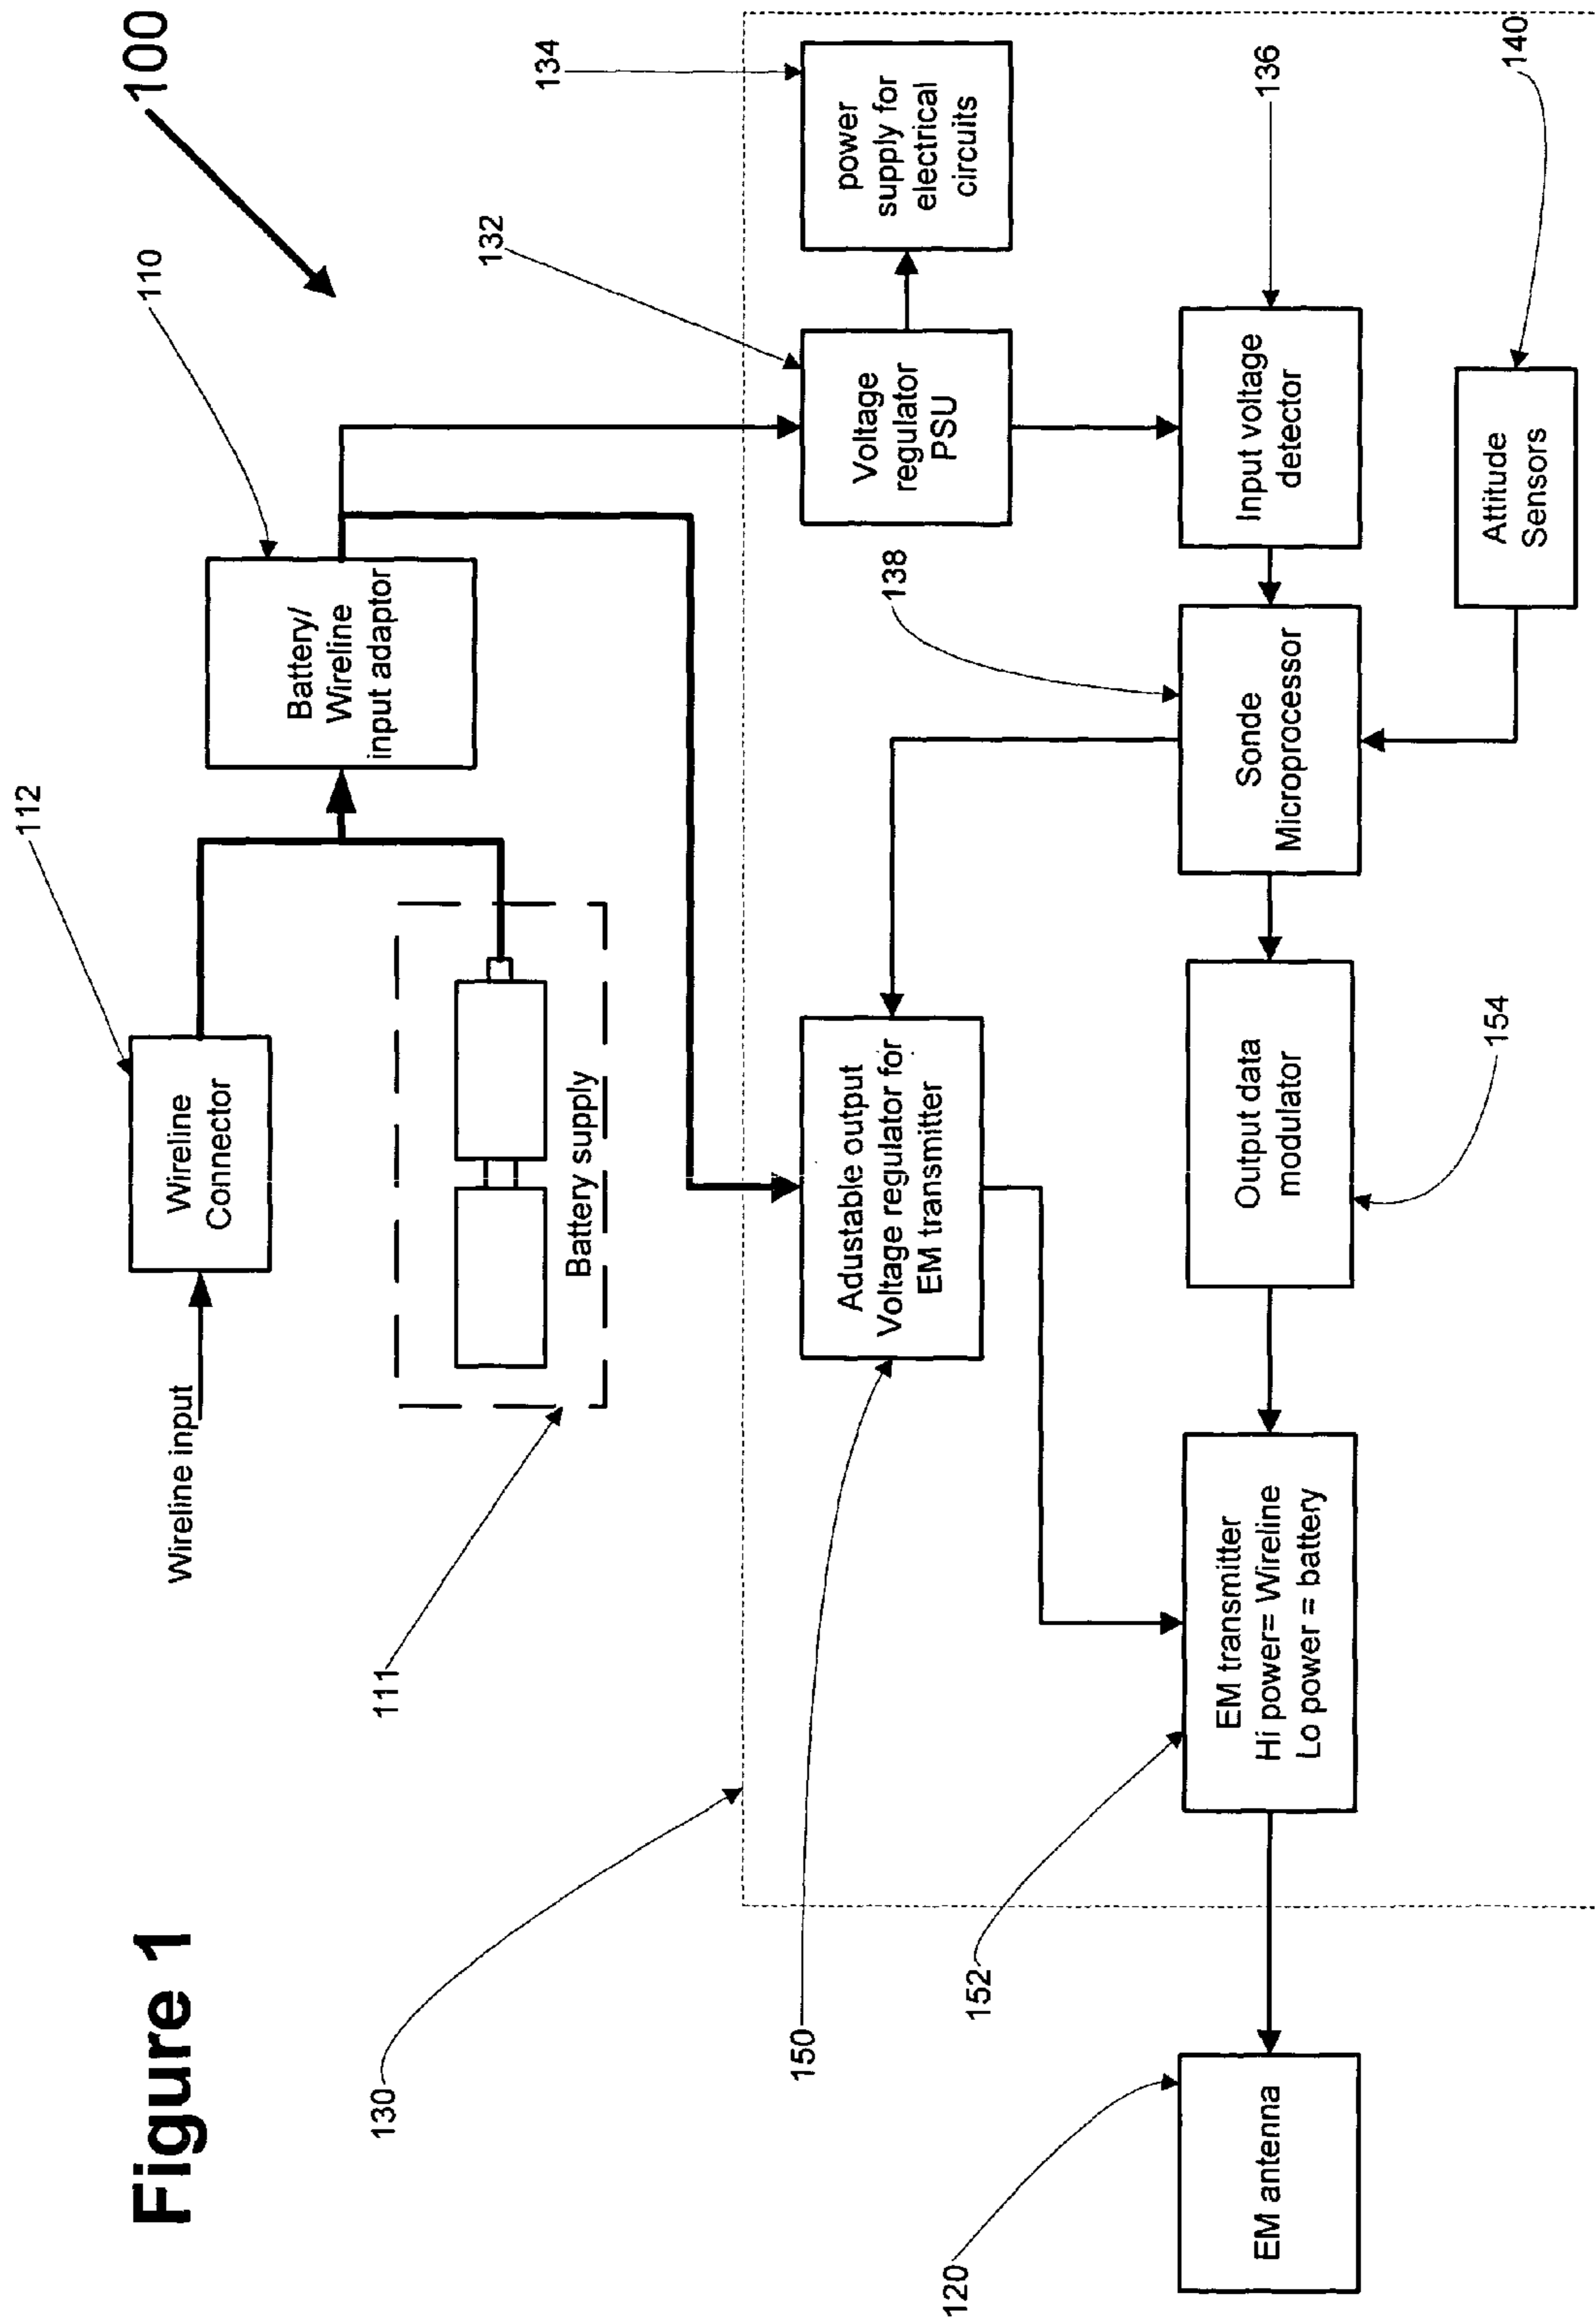 Figure 1
100
112
110
Wireline input
Wireline
Connector
Battery/
Wireline
input adaptor
111
Battery supply
132
134
130
Adustable output
Voltage regulator for
EM transmitter
Voltage
regulator
PSU
power
supply for
electrical
circuits
150
138
136
152
120
EM antenna
EM transmitter
Hi power= Wireline
Lo power = battery
Output data
modulator
Sonde
Microprocessor
Input voltage
detector
154
Attitude
Sensors
140